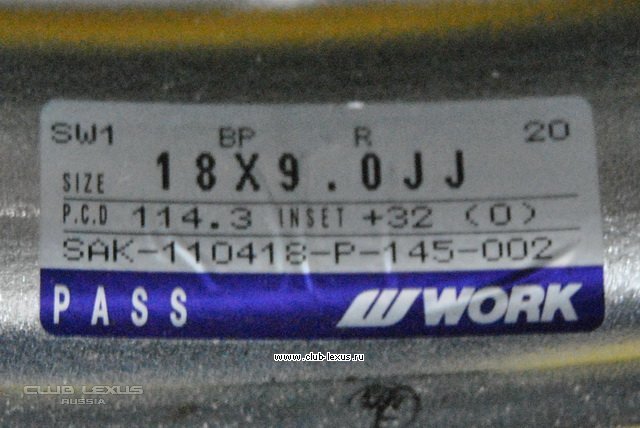 SW1 BP R 20
SIZE 18X9.0JJ
P.C.D 114.3 INSET +32 (0)
SAK-110418-P-145-002
PASS WORK
www.club-lexus.ru
CLUB LEXUS
RUSSIA